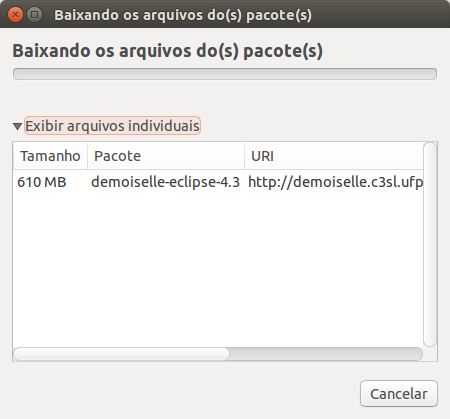 Baixando os arquivos do(s) pacote(s)
Baixando os arquivos do(s) pacote(s)
Exibir arquivos individuais
Tamanho Pacote URI
610 MB demoiselle-eclipse-4.3 http://demoiselle.c3sl.ufp
Cancelar